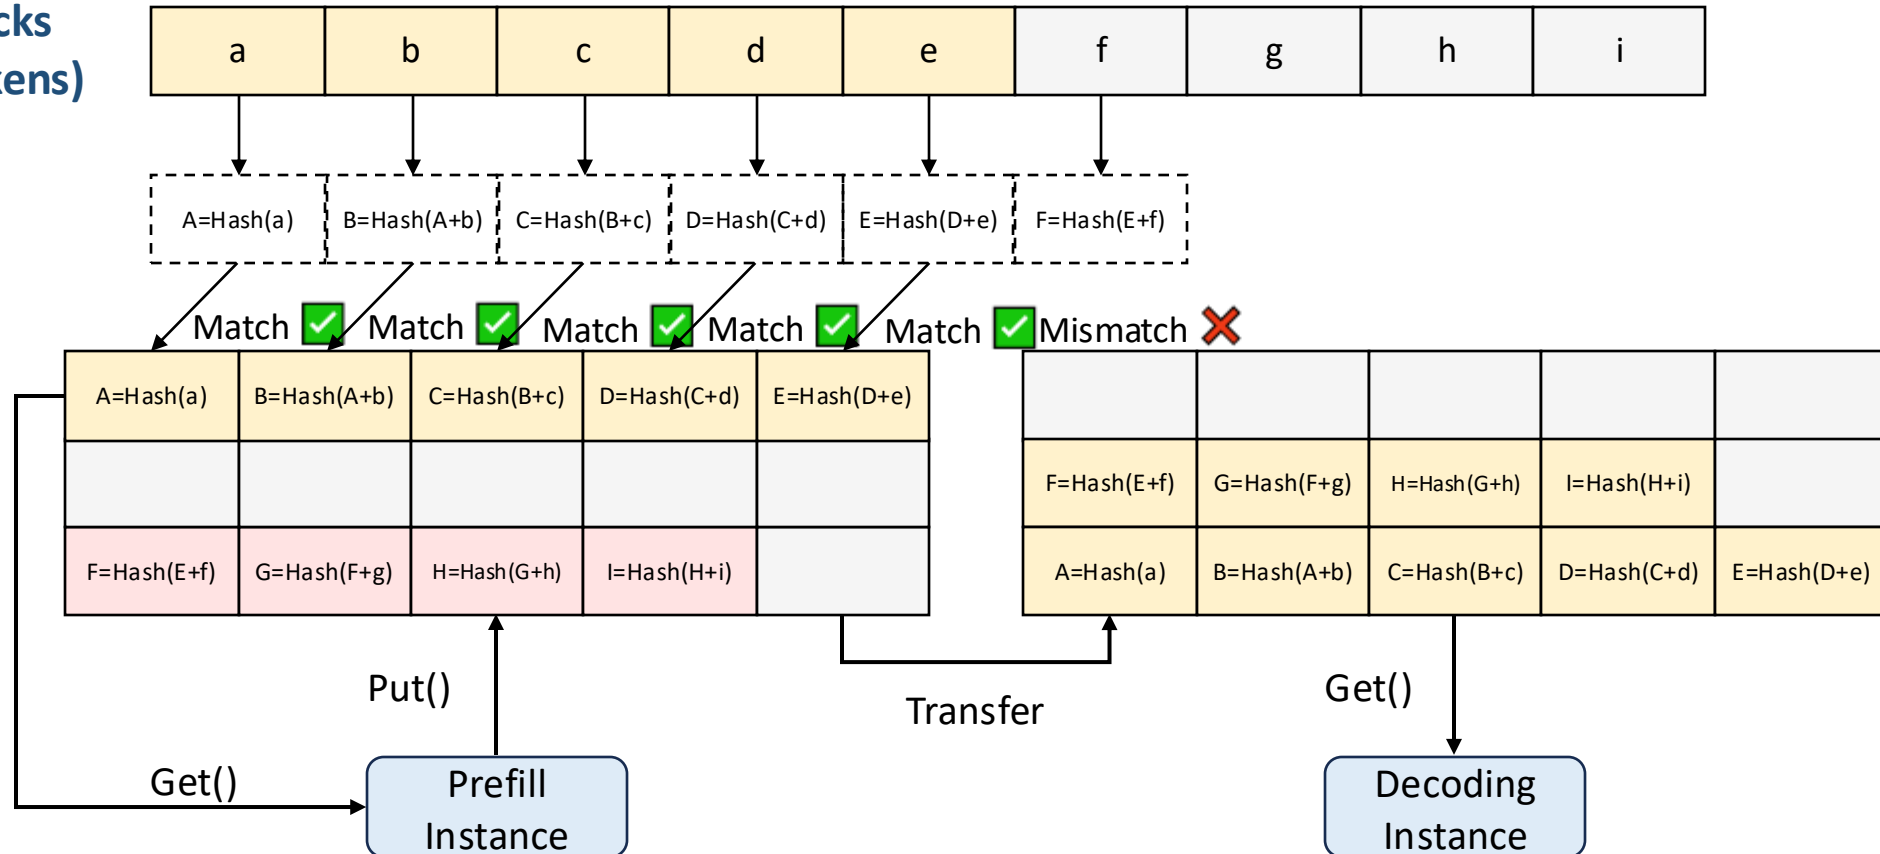 cks
kens)
a b c d e f g h i
A=Hash(a) B=Hash(A+b) C=Hash(B+c) D=Hash(C+d) E=Hash(D+e) F=Hash(E+f)
Match Match Match Match Match Mismatch
A=Hash(a) B=Hash(A+b) C=Hash(B+c) D=Hash(C+d) E=Hash(D+e)
F=Hash(E+f) G=Hash(F+g) H=Hash(G+h) I=Hash(H+i)
F=Hash(E+f) G=Hash(F+g) H=Hash(G+h) I=Hash(H+i)
A=Hash(a) B=Hash(A+b) C=Hash(B+c) D=Hash(C+d) E=Hash(D+e)
Put()
Transfer
Get()
Get()
Prefill
Instance
Decoding
Instance